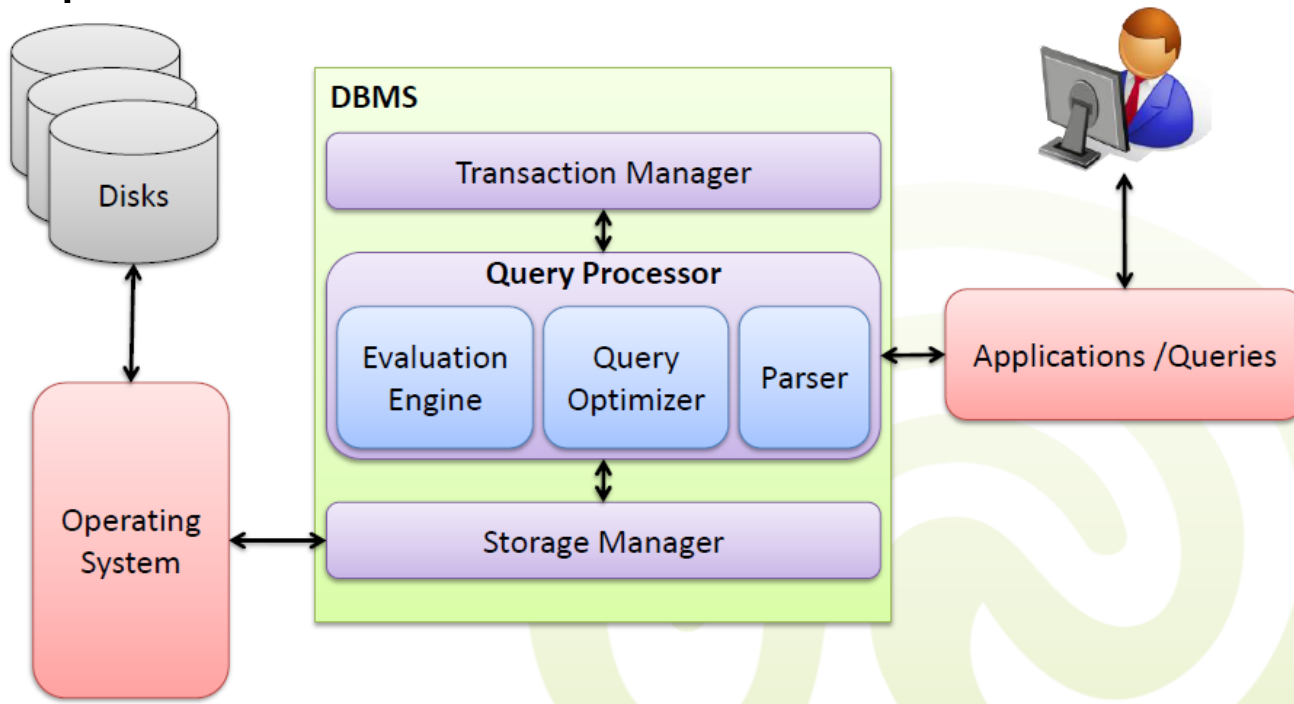 DBMS
Disks
Transaction Manager
Query Processor
Evaluation
Engine
Query
Optimizer
Parser
Applications /Queries
Operating
System
Storage Manager